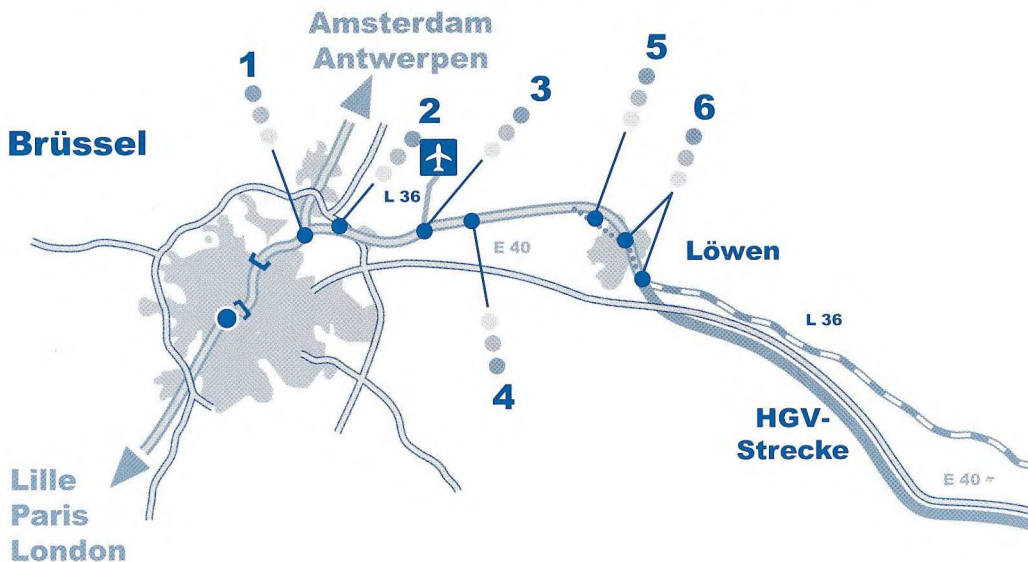 Amsterdam
Antwerpen
1
2
3
5
6
Brüssel
L 36
E 40
Löwen
L 36
4
HGV-
Strecke
E 40
Lille
Paris
London